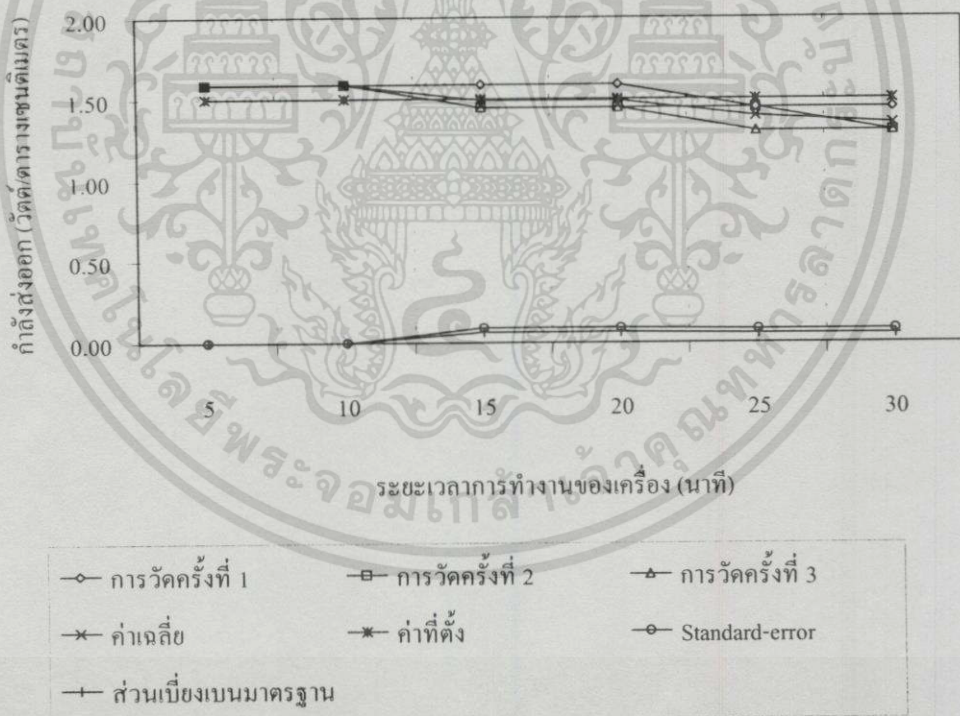 กำลังส่งออก (วัตต์/ตารางเซนติเมตร)
2.00
1.50
1.00
0.50
0.00
5 10 15 20 25 30
ระยะเวลาการทำงานของเครื่อง (นาที)
การวัดครั้งที่ 1 การวัดครั้งที่ 2 การวัดครั้งที่ 3
ค่าเฉลี่ย ค่าที่ตั้ง Standard-error
ส่วนเบี่ยงเบนมาตรฐาน